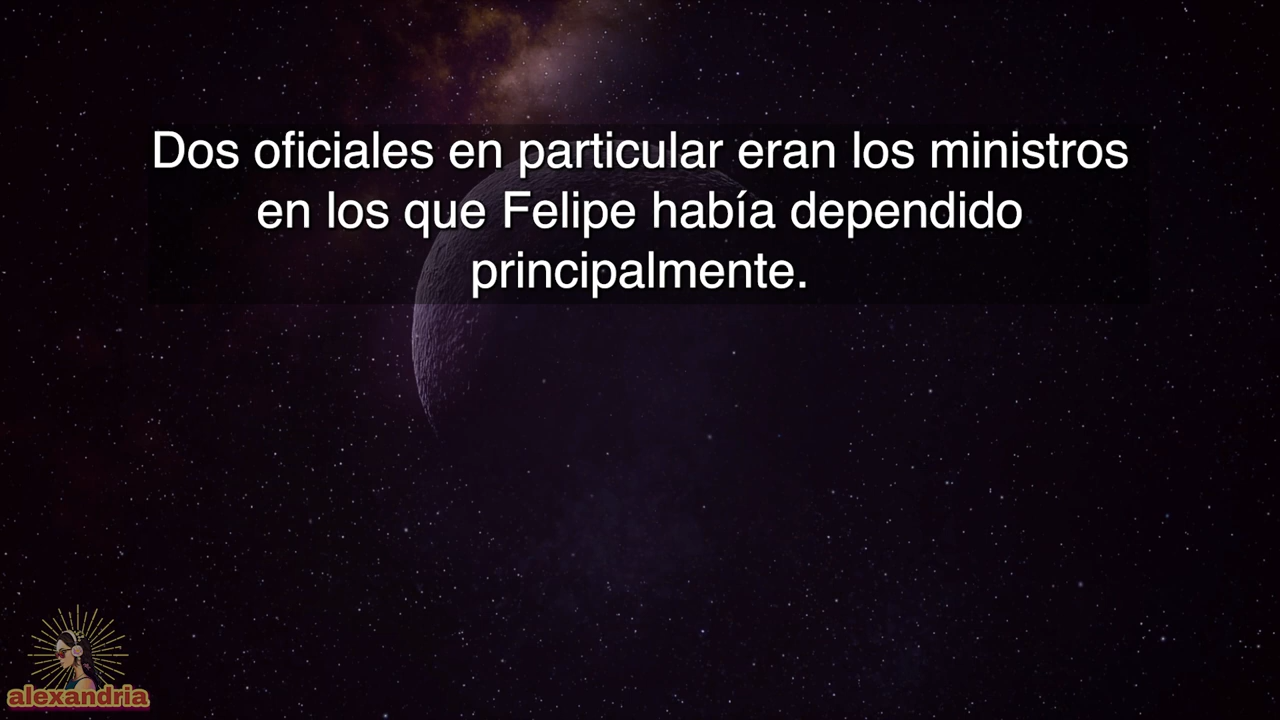 Dos oficiales en particular eran los ministros
en los que Felipe había dependido
principalmente.
alexandria